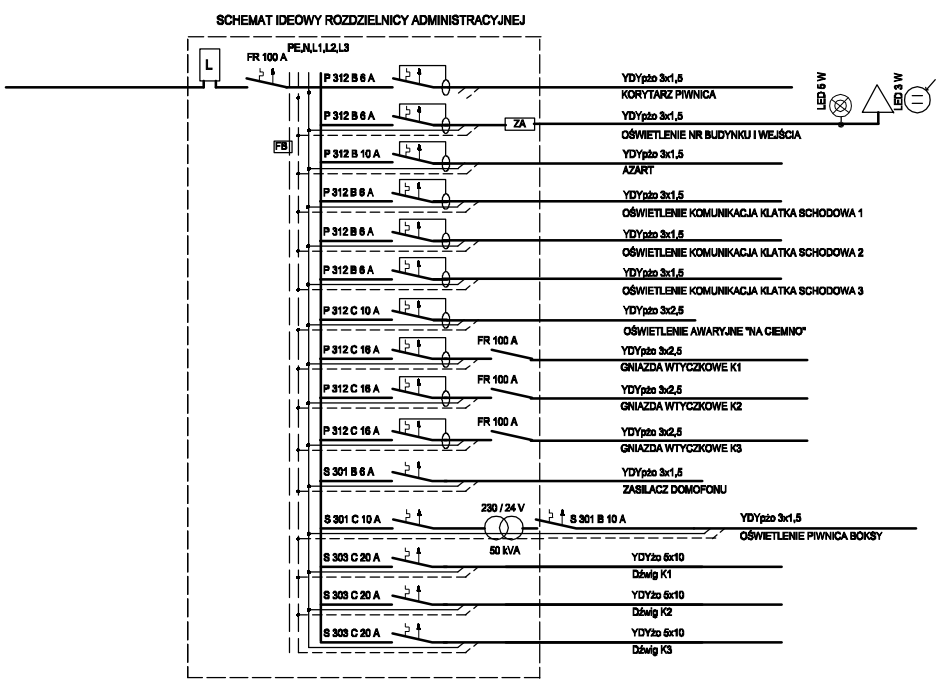 SCHEMAT IDEOWY ROZDZIELNICY ADMINISTRACYJNEJ
L
FR 100 A
PE,N,L1,L2,L3
P 312 B 6 A
YDYpżo 3x1,5
KORYTARZ PIWNICA
LED 5 W
LED 3 W
P 312 B 6 A
ZA
YDYpżo 3x1,5
OŚWIETLENIE NR BUDYNKU I WEJŚCIA
FB
P 312 B 10 A
YDYpżo 3x1,5
AZART
P 312 B 6 A
YDYpżo 3x1,5
OŚWIETLENIE KOMUNIKACJA KLATKA SCHODOWA 1
P 312 B 6 A
YDYpżo 3x1,5
OŚWIETLENIE KOMUNIKACJA KLATKA SCHODOWA 2
P 312 B 6 A
YDYpżo 3x1,5
OŚWIETLENIE KOMUNIKACJA KLATKA SCHODOWA 3
P 312 C 10 A
YDYpżo 3x2,5
OŚWIETLENIE AWARYJNE "NA CIEMNO"
P 312 C 16 A
FR 100 A
YDYpżo 3x2,5
GNIAZDA WTYCZKOWE K1
P 312 C 16 A
FR 100 A
YDYpżo 3x2,5
GNIAZDA WTYCZKOWE K2
P 312 C 16 A
FR 100 A
YDYpżo 3x2,5
GNIAZDA WTYCZKOWE K3
S 301 B 6 A
YDYpżo 3x1,5
ZASILACZ DOMOFONU
S 301 C 10 A
230 / 24 V
50 kVA
S 301 B 10 A
YDYpżo 3x1,5
OŚWIETLENIE PIWNICA BOKSY
S 303 C 20 A
YDYżo 5x10
Dźwig K1
S 303 C 20 A
YDYżo 5x10
Dźwig K2
S 303 C 20 A
YDYżo 5x10
Dźwig K3